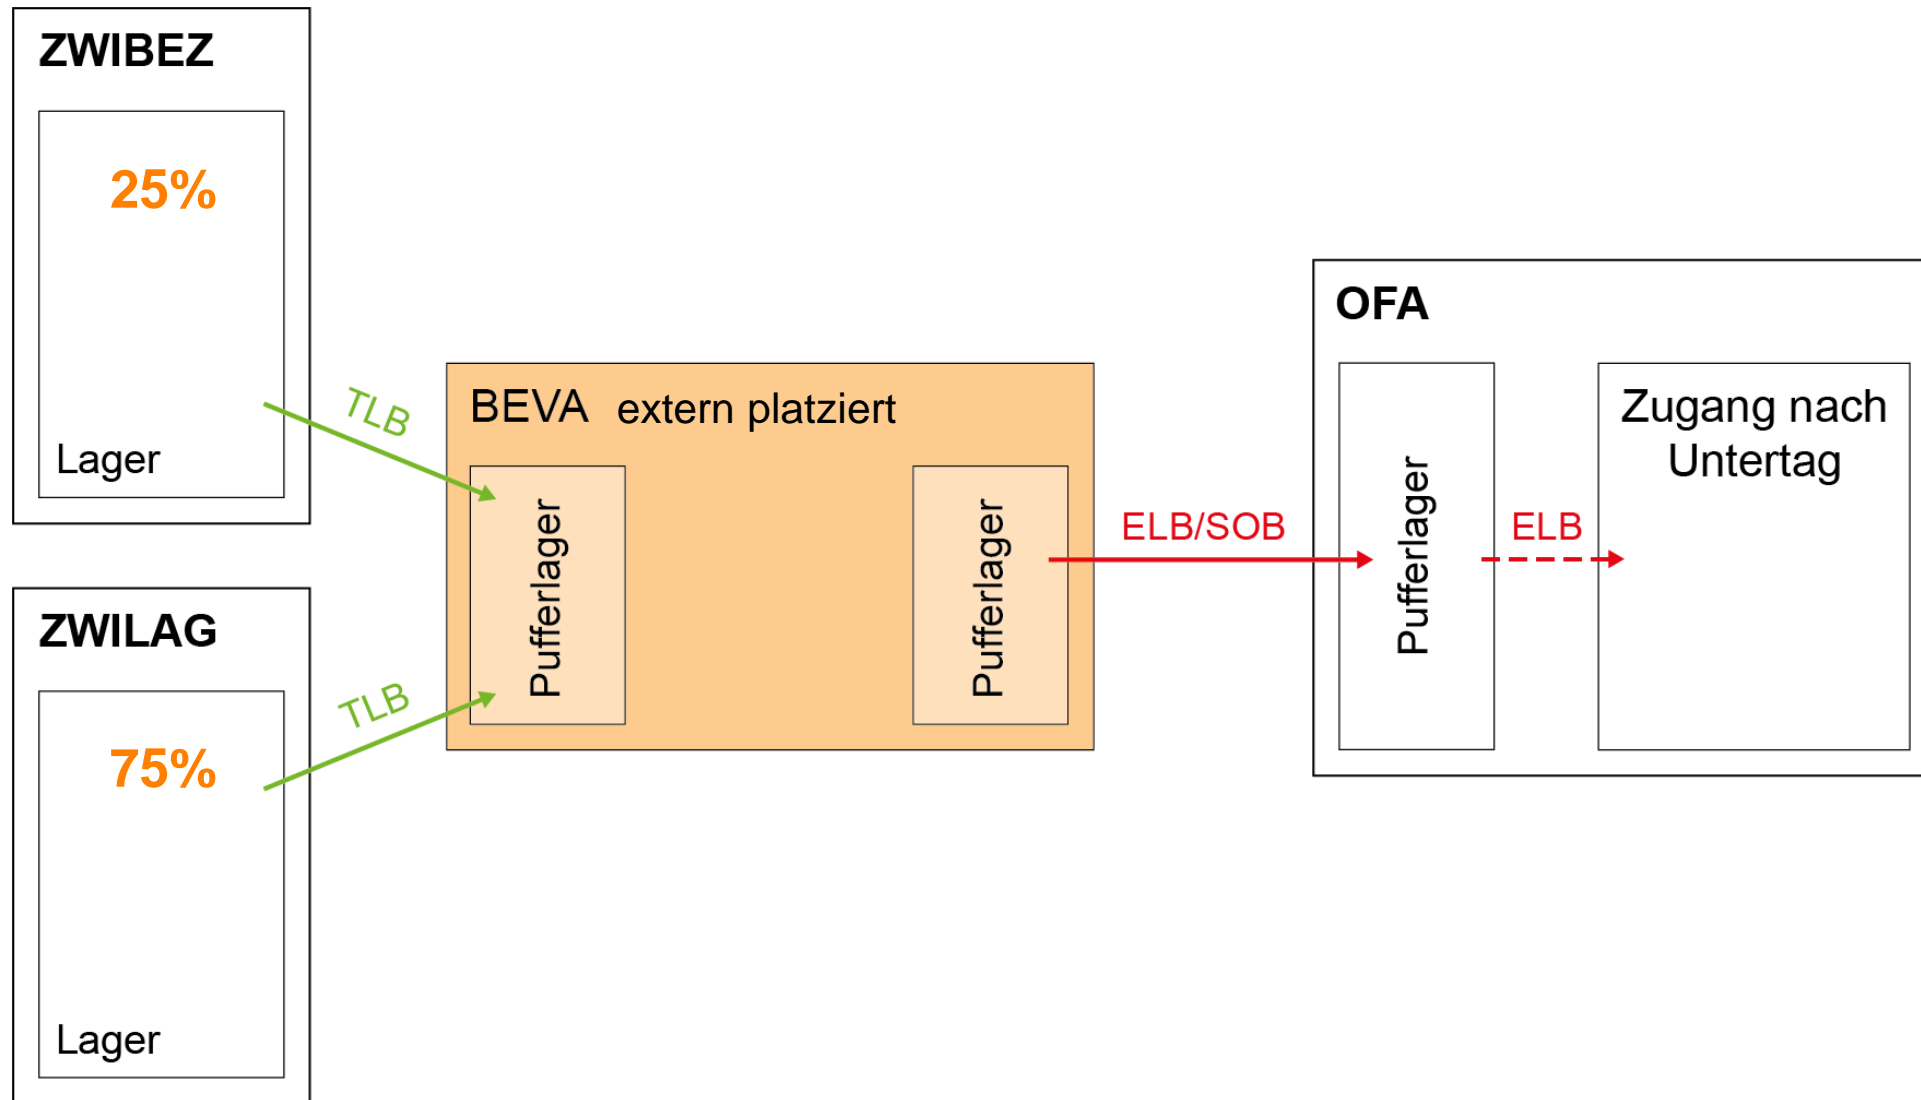 ZWIBEZ
25%
Lager
TLB
ZWILAG
75%
Lager
TLB
BEVA extern platziert
Pufferlager
Pufferlager
ELB/SOB
OFA
Pufferlager
ELB
Zugang nach
Untertag